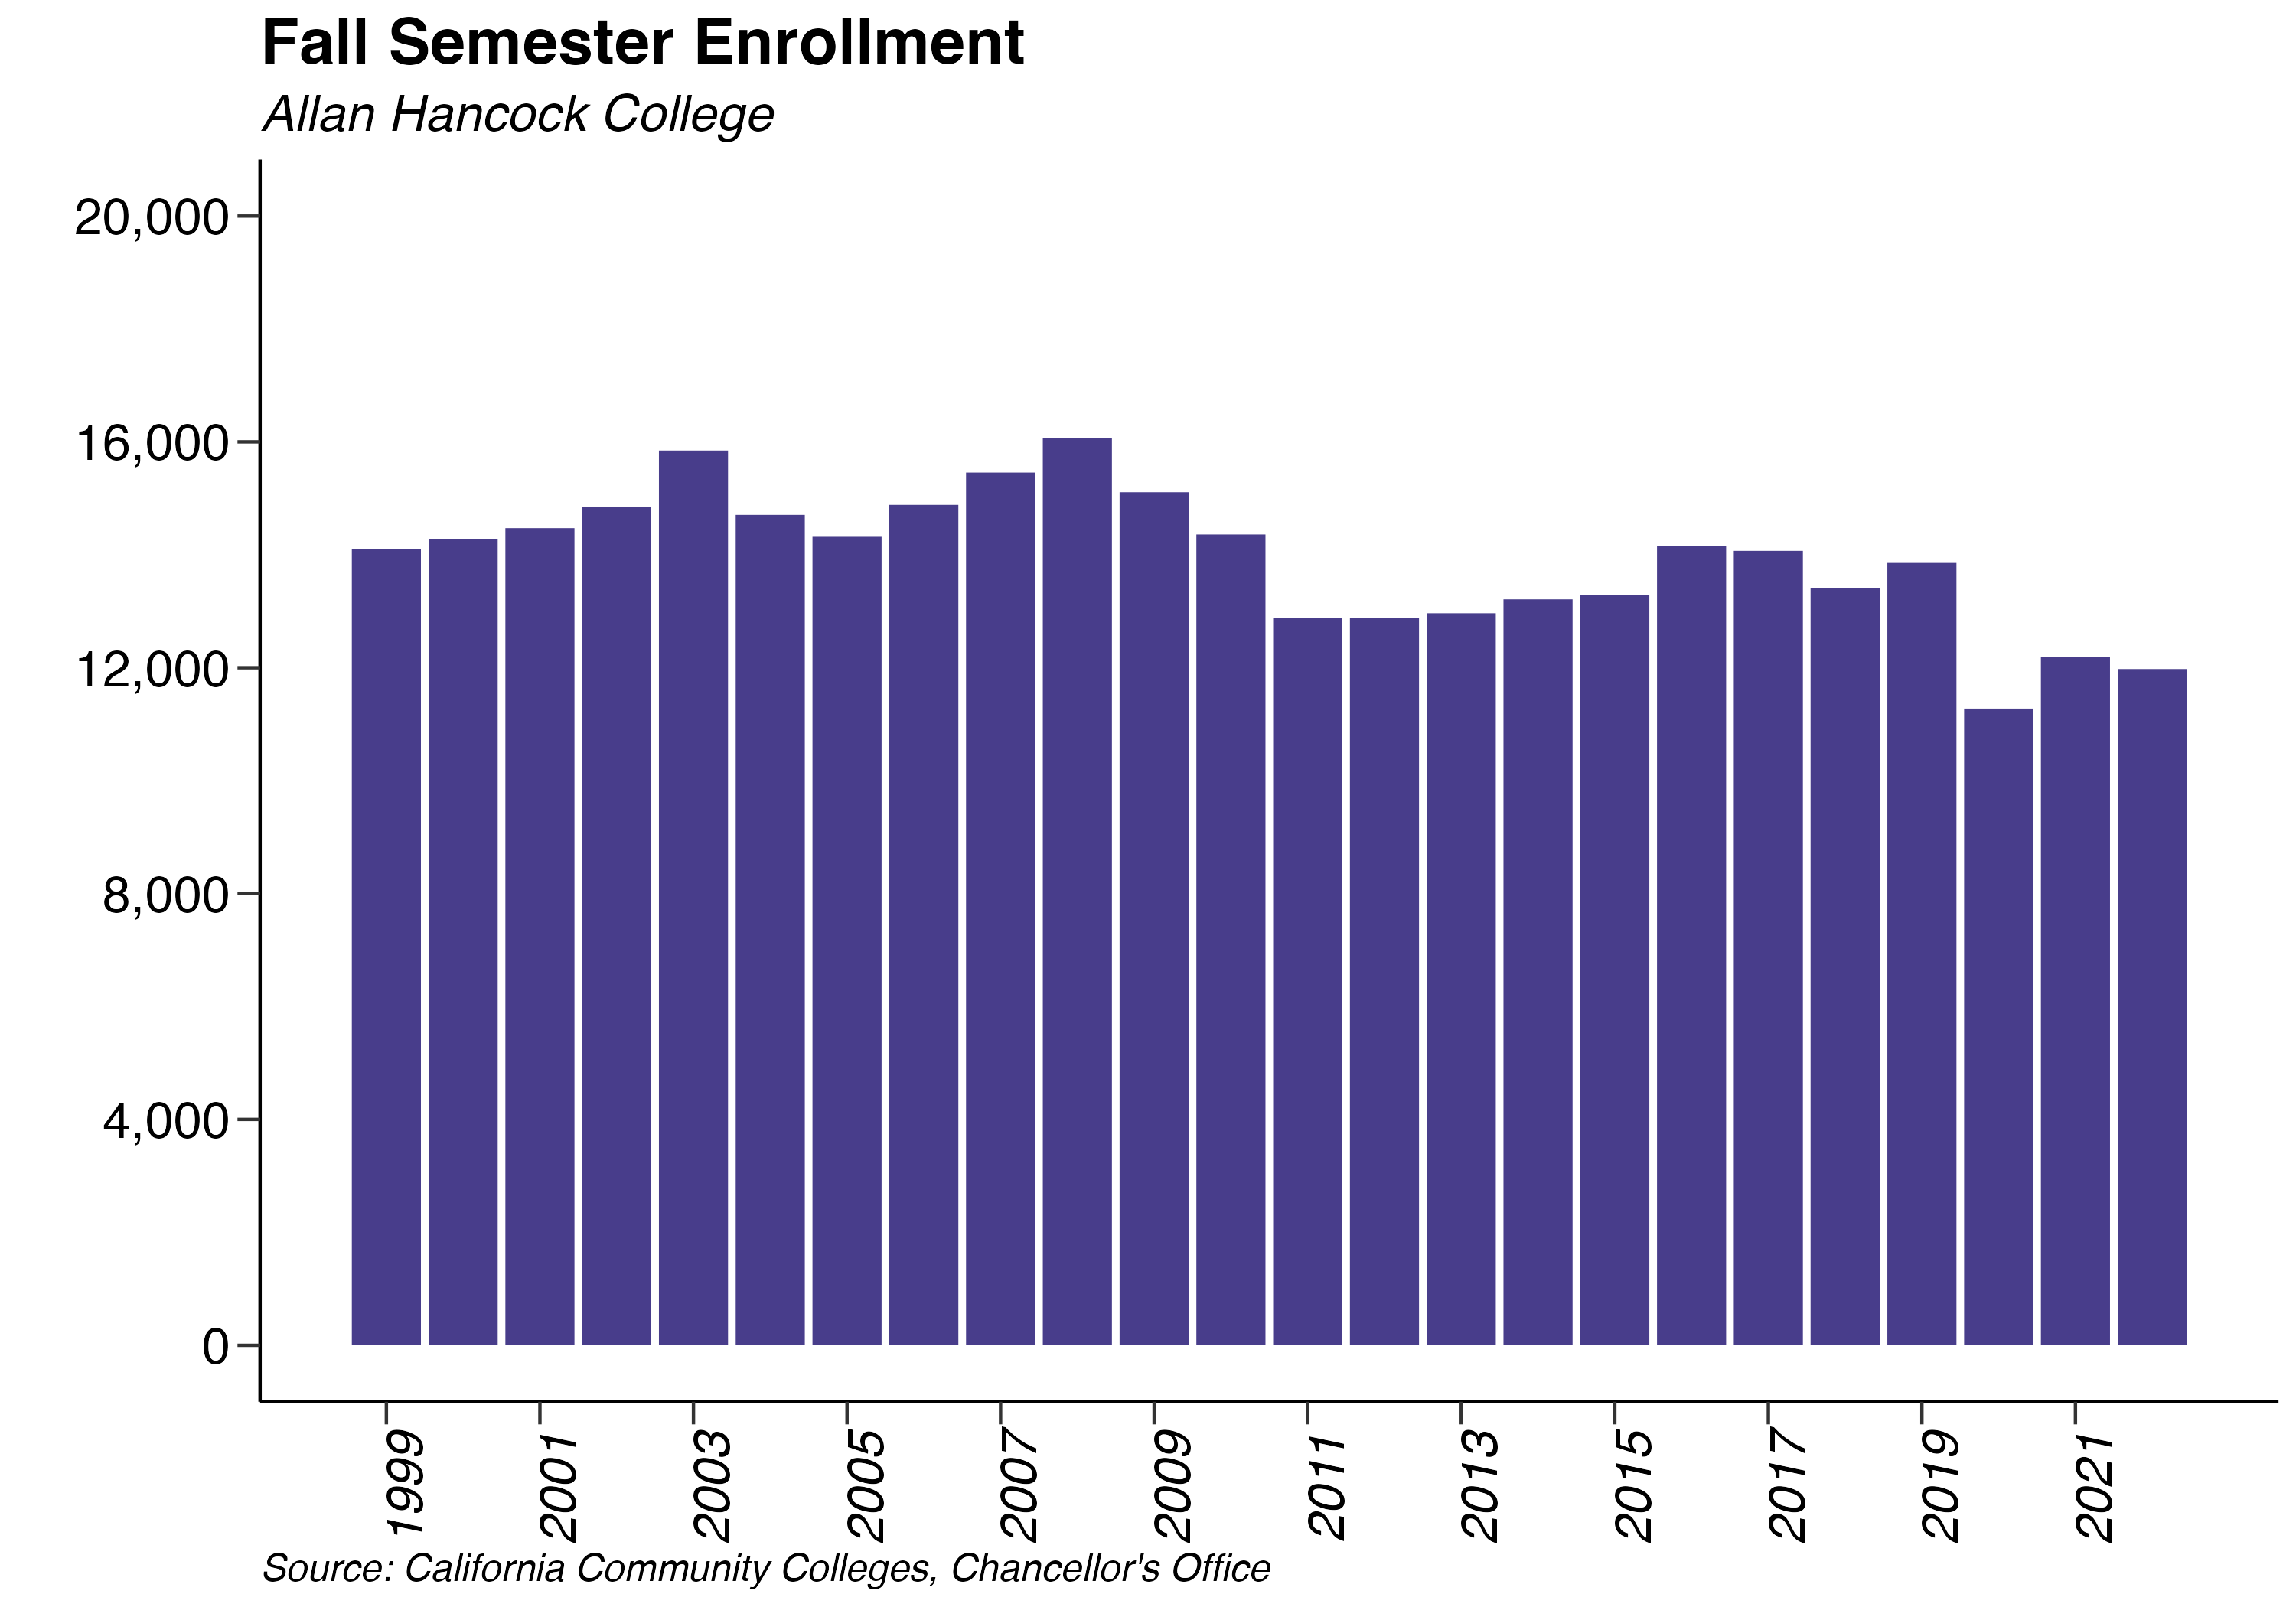 Fall Semester Enrollment
Allan Hancock College
20,000
16,000
12,000
8,000
4,000
0
1999 2001 2003 2005 2007 2009 2011 2013 2015 2017 2019 2021
Source: California Community Colleges, Chancellor's Office